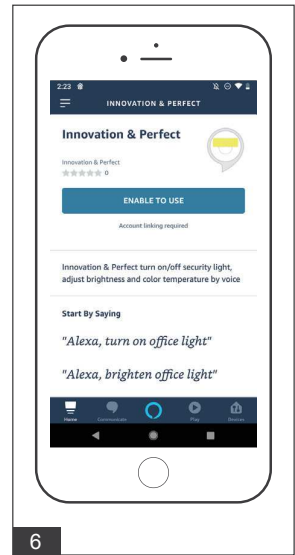 2:23
INNOVATION & PERFECT
Innovation & Perfect
Innovation & Perfect
0
ENABLE TO USE
Account linking required
Innovation & Perfect turn on/off security light,
adjust brightness and color temperature by voice
Start By Saying
"Alexa, turn on office light"
"Alexa, brighten office light"
Home Communicate Play Devices
6